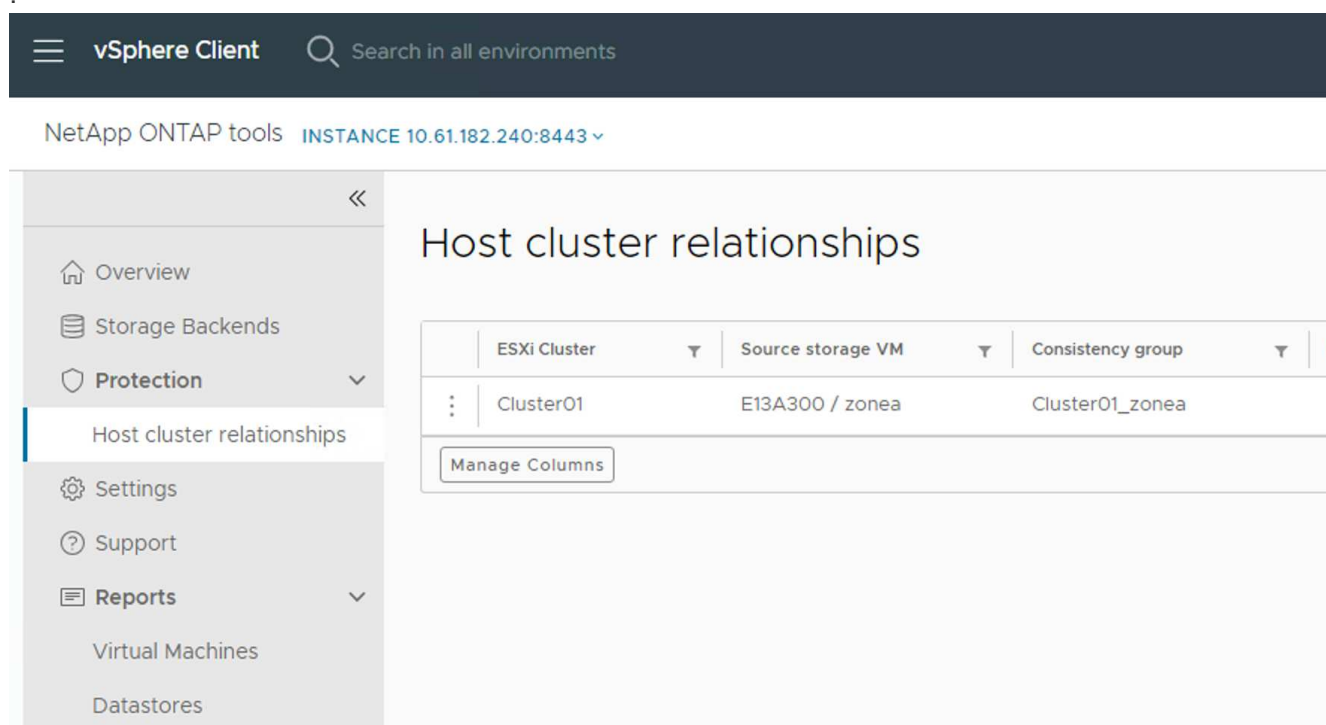 .
vSphere Client Search in all environments
NetApp ONTAP tools INSTANCE 10.61.182.240:8443
Host cluster relationships
Overview
Storage Backends
Protection
Host cluster relationships
Settings
Support
Reports
Virtual Machines
Datastores
ESXi Cluster Source storage VM Consistency group
Cluster01 E13A300 / zonea Cluster01_zonea
Manage Columns